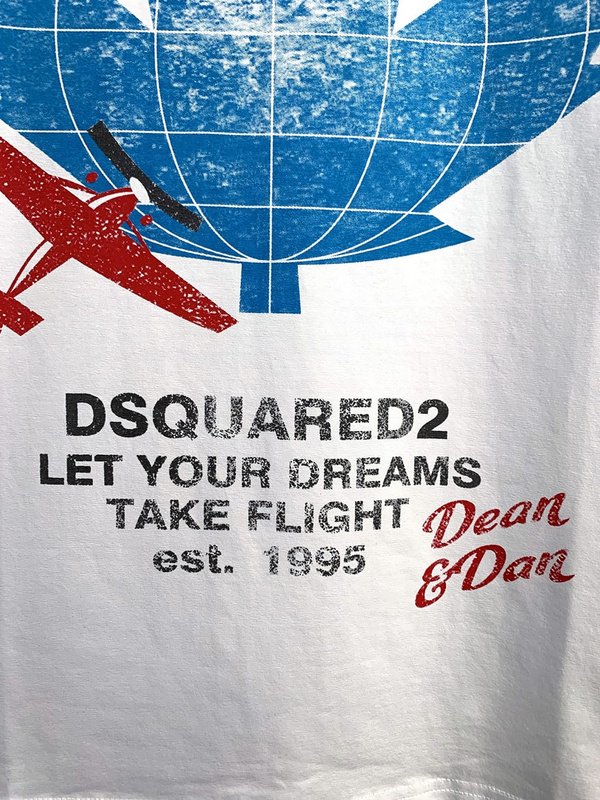 DSQUARED2
LET YOUR DREAMS
TAKE FLIGHT
est. 1995
Dean
&Dan